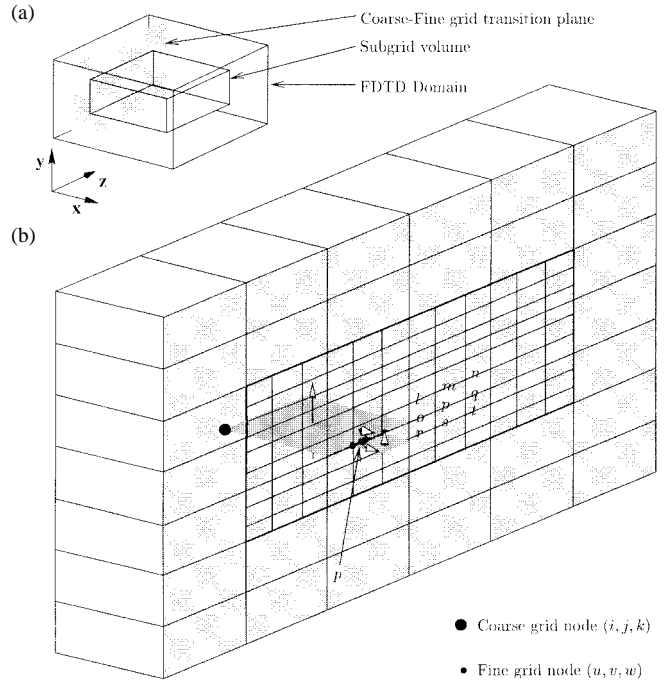 (a)
Coarse-Fine grid transition plane
Subgrid volume
FDTD Domain
y
z
x
(b)
l m n
o p q
r s t
p
Coarse grid node (i, j, k)
Fine grid node (u, v, w)